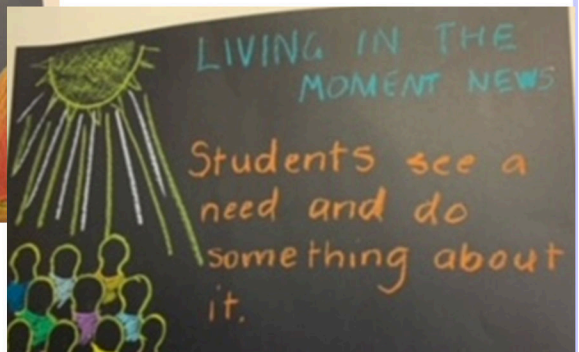 LIVING IN THE
MOMENT NEWS
Students see a
need and do
something about
it.